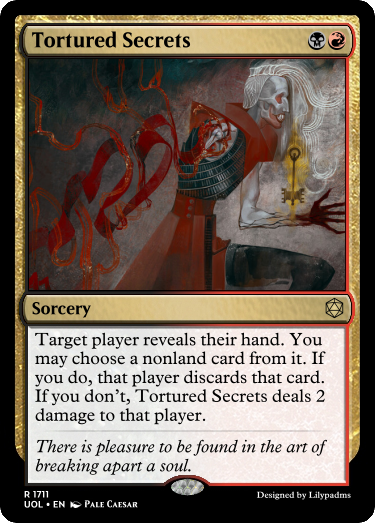 Tortured Secrets
Sorcery
Target player reveals their hand. You
may choose a nonland card from it. If
you do, that player discards that card.
If you don't, Tortured Secrets deals 2
damage to that player.
There is pleasure to be found in the art of
breaking apart a soul.
R 1711
UOL • EN Pale Caesar
Designed by Lilypadms